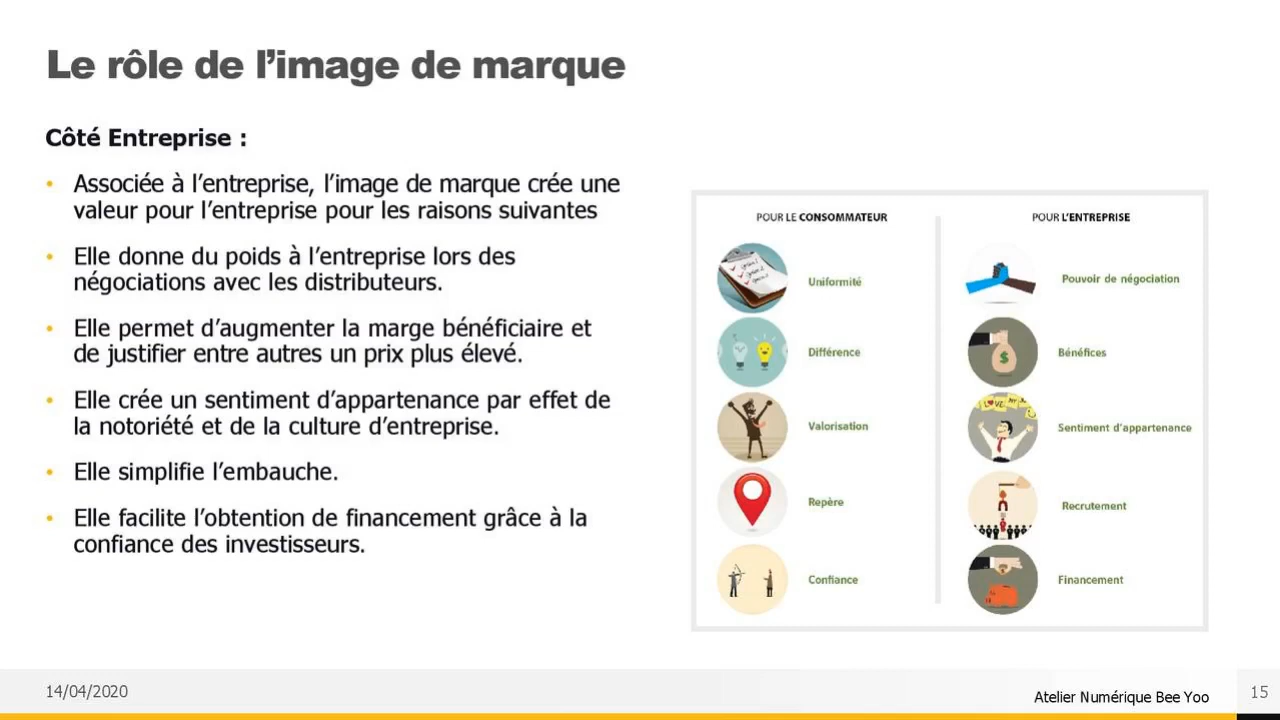 Le rôle de l’image de marque
Côté Entreprise :
• Associée à l’entreprise, l’image de marque crée une
valeur pour l’entreprise pour les raisons suivantes
• Elle donne du poids à l’entreprise lors des
négociations avec les distributeurs.
• Elle permet d’augmenter la marge bénéficiaire et
de justifier entre autres un prix plus élevé.
• Elle crée un sentiment d’appartenance par effet de
la notoriété et de la culture d’entreprise.
• Elle simplifie l’embauche.
• Elle facilite l’obtention de financement grâce à la
confiance des investisseurs.
POUR LE CONSOMMATEUR
Uniformité
Différence
Valorisation
Repère
Confiance
POUR L’ENTREPRISE
Pouvoir de négociation
Bénéfices
$
LOVE
Sentiment d’appartenance
Recrutement
Financement
14/04/2020
Atelier Numérique Bee Yoo
15